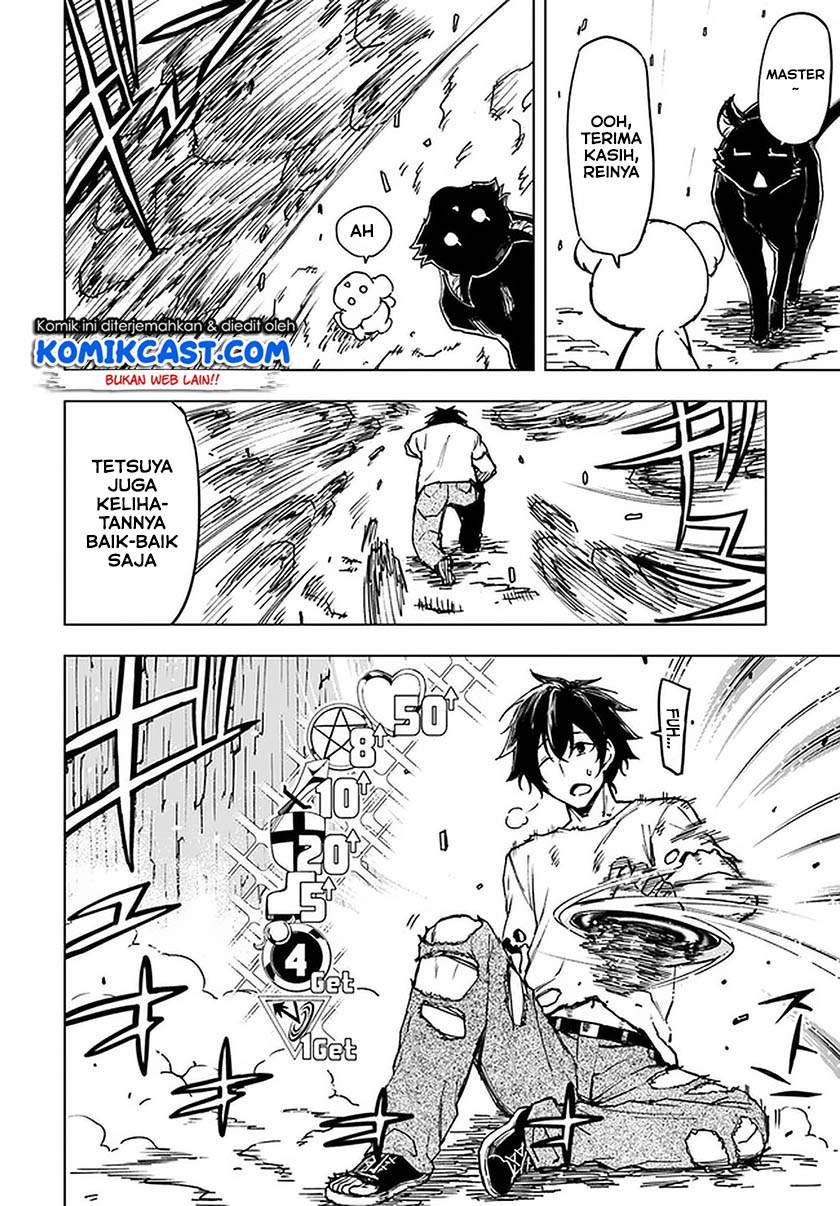 MASTER
~
OOH,
TERIMA
KASIH,
REINYA
AH
Komik ini diterjemahkan & diedit oleh
KOMIKCAST.COM
BUKAN WEB LAIN!!
TETSUYA
JUGA
KELIHA-
TANNYA
BAIK-BAIK
SAJA
FUH...
50↑
8↑
10↑
20↑
5↑
4 Get
1Get